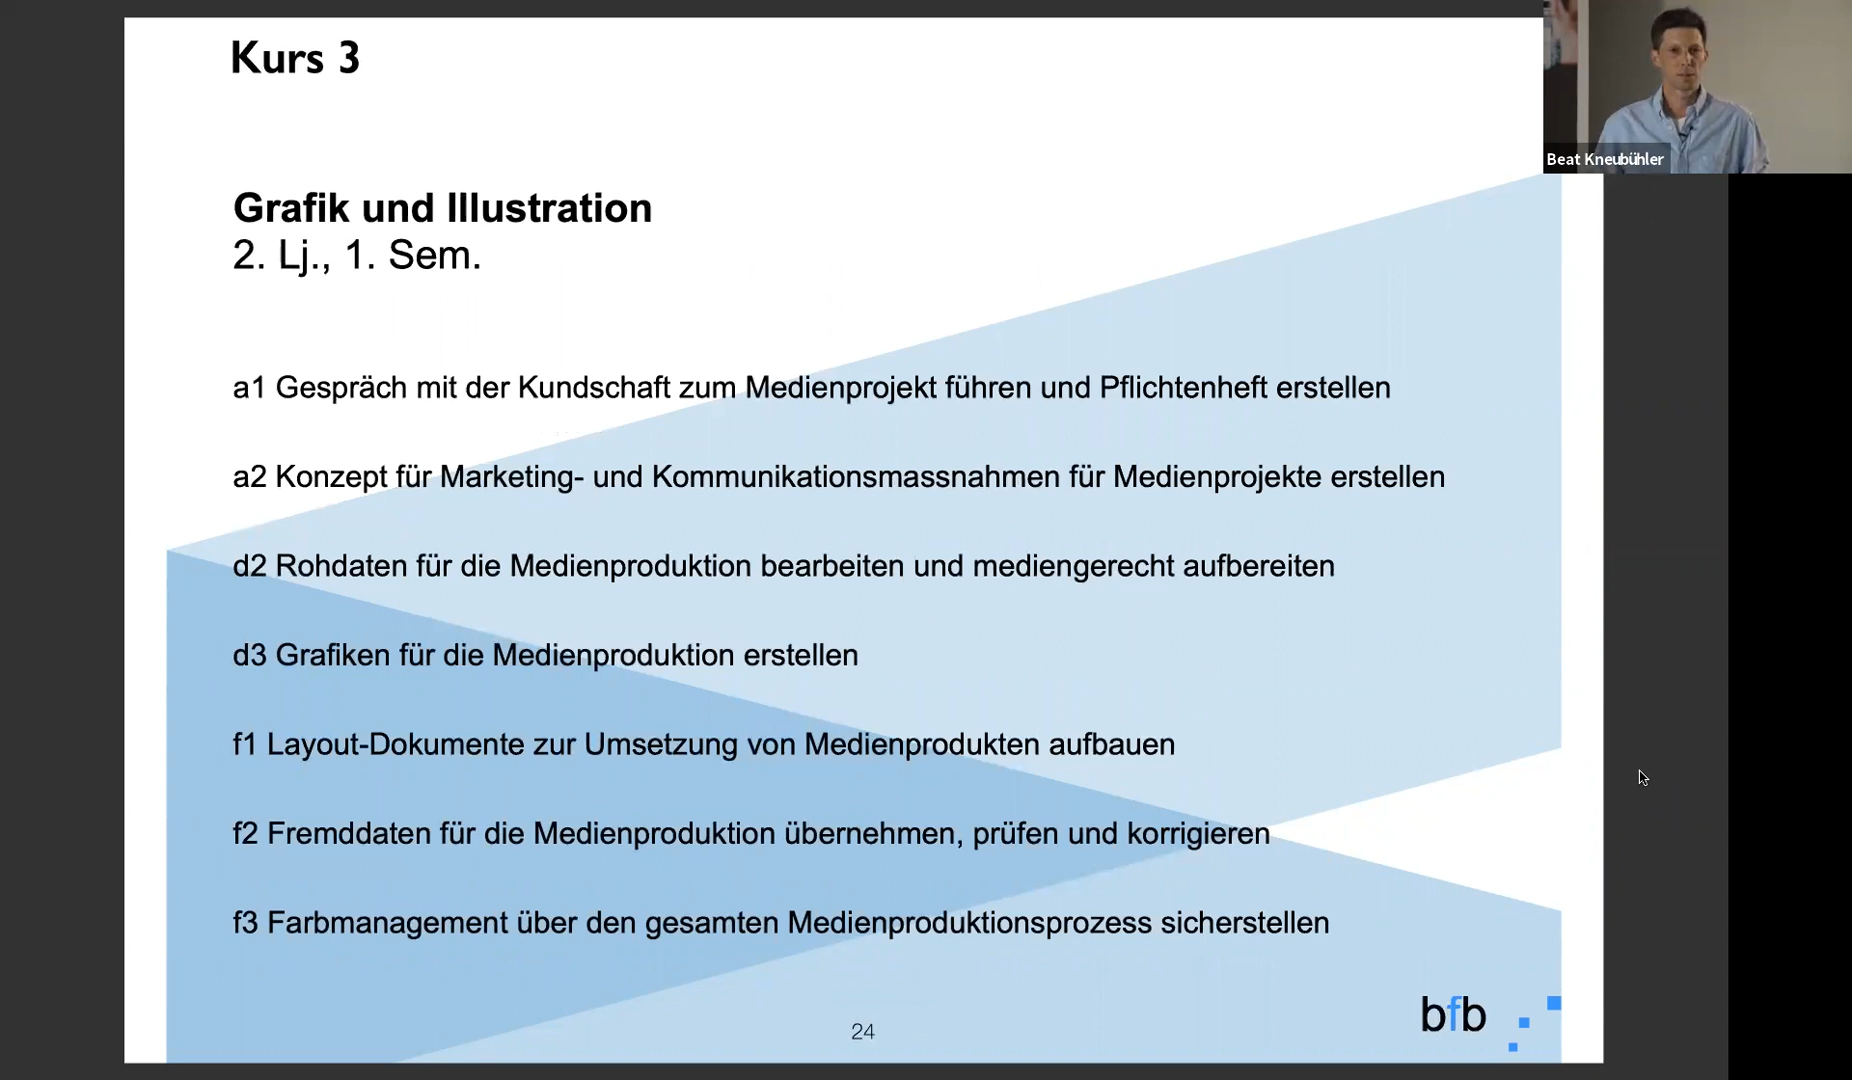 Kurs 3
Beat Kneubühler
Grafik und Illustration
2. Lj., 1. Sem.
a1 Gespräch mit der Kundschaft zum Medienprojekt führen und Pflichtenheft erstellen
a2 Konzept für Marketing- und Kommunikationsmassnahmen für Medienprojekte erstellen
d2 Rohdaten für die Medienproduktion bearbeiten und mediengerecht aufbereiten
d3 Grafiken für die Medienproduktion erstellen
f1 Layout-Dokumente zur Umsetzung von Medienprodukten aufbauen
f2 Fremddaten für die Medienproduktion übernehmen, prüfen und korrigieren
f3 Farbmanagement über den gesamten Medienproduktionsprozess sicherstellen
24
bfb